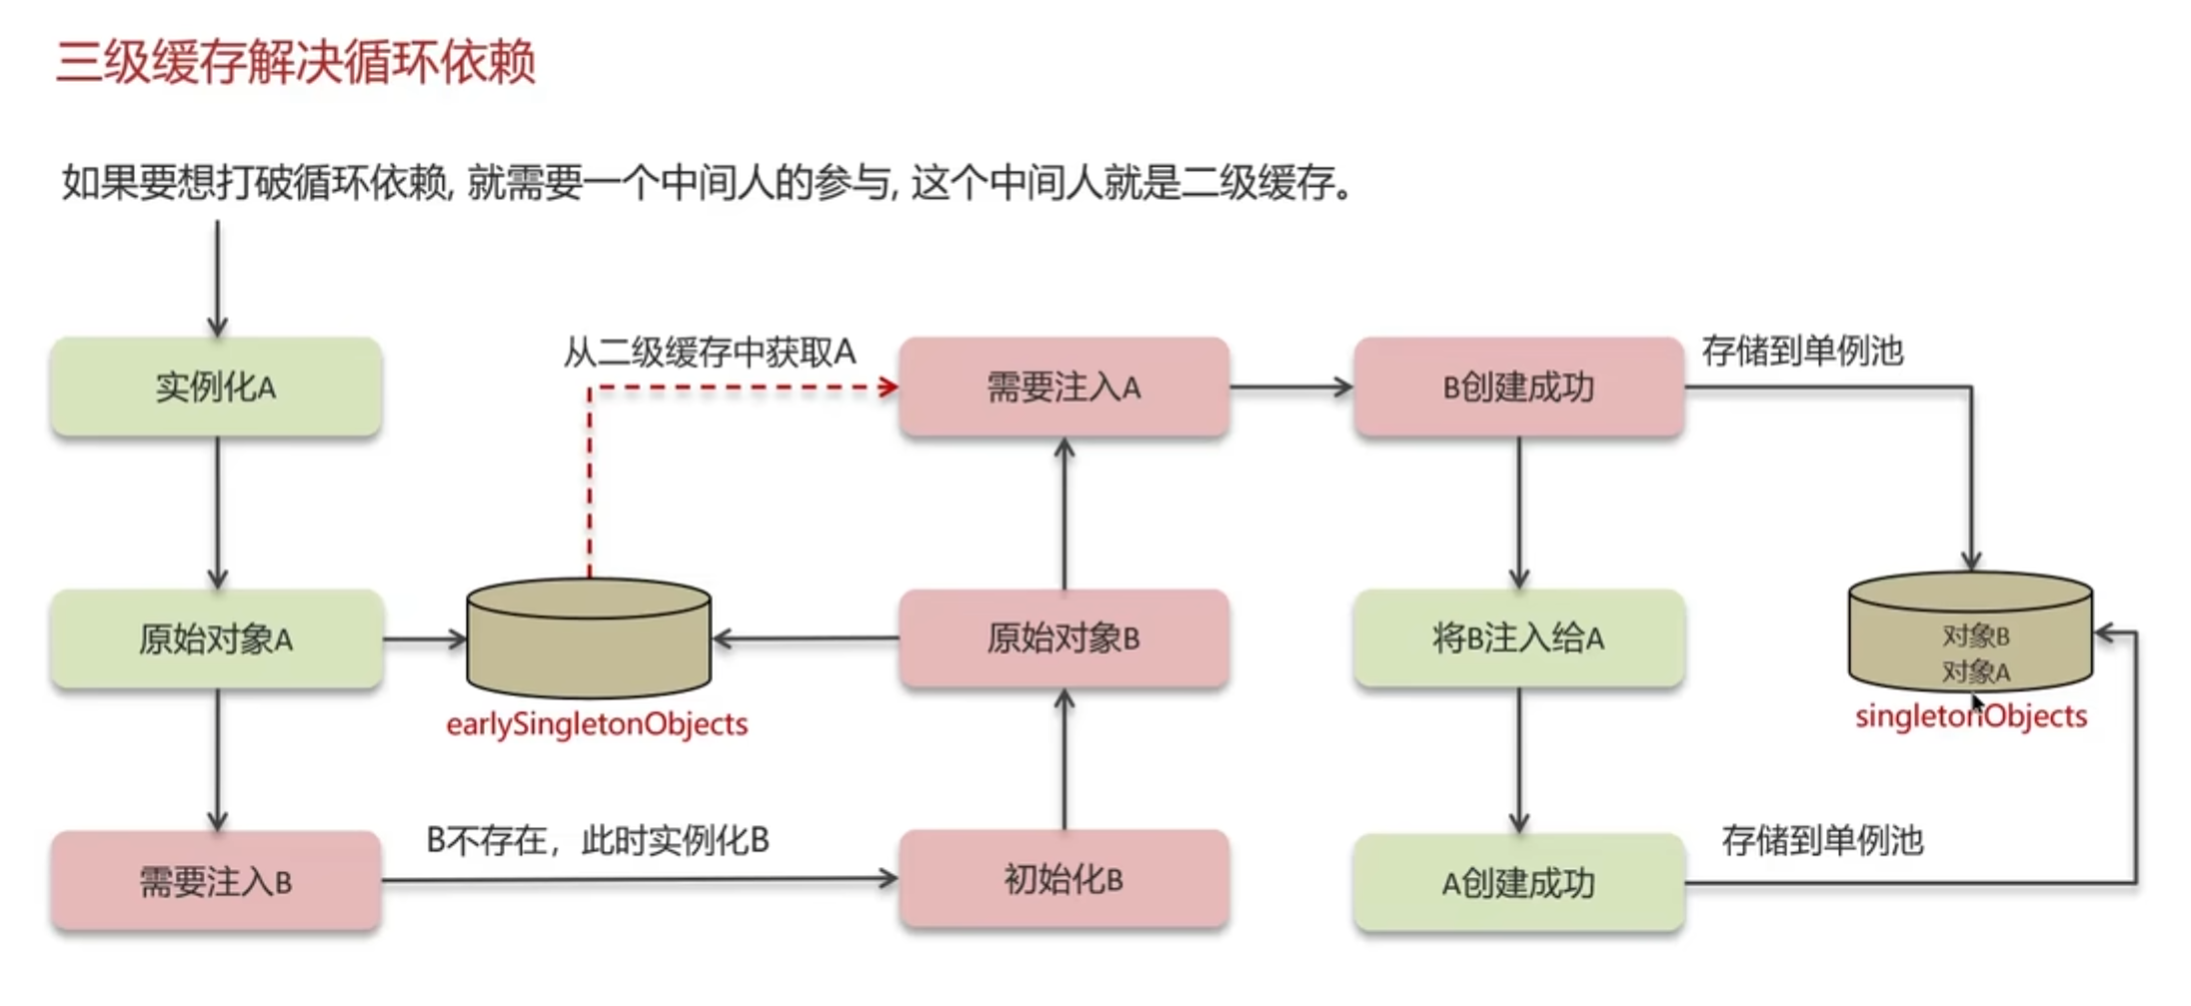 三级缓存解决循环依赖
如果要想打破循环依赖, 就需要一个中间人的参与, 这个中间人就是二级缓存。
实例化A
从二级缓存中获取A
需要注入A
B创建成功
存储到单例池
原始对象A
earlySingletonObjects
原始对象B
将B注入给A
对象B
对象A
singletonObjects
需要注入B
B不存在，此时实例化B
初始化B
A创建成功
存储到单例池